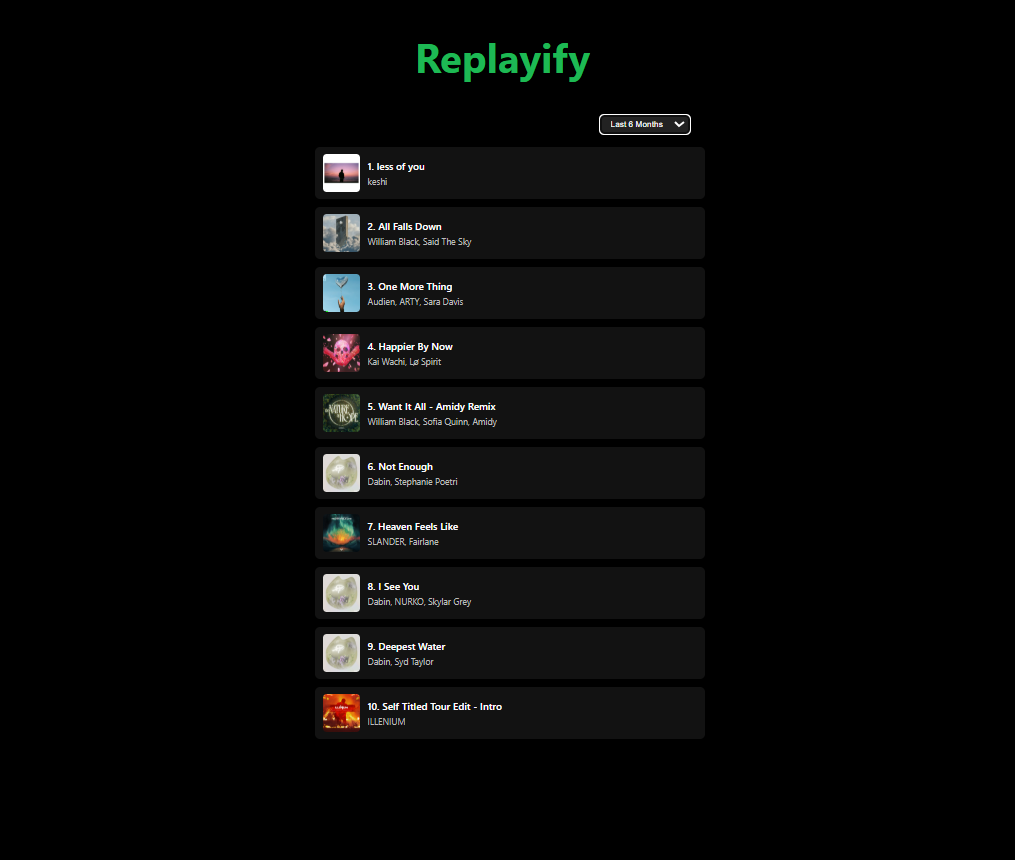 Replayify
Last 6 Months
1. less of you
keshi
2. All Falls Down
William Black, Said The Sky
3. One More Thing
Audien, ARTY, Sara Davis
4. Happier By Now
Kai Wachi, Lø Spirit
NATURE
HOPE
5. Want It All - Amidy Remix
William Black, Sofia Quinn, Amidy
6. Not Enough
Dabin, Stephanie Poetri
7. Heaven Feels Like
SLANDER, Fairlane
8. I See You
Dabin, NURKO, Skylar Grey
9. Deepest Water
Dabin, Syd Taylor
10. Self Titled Tour Edit - Intro
ILLENIUM